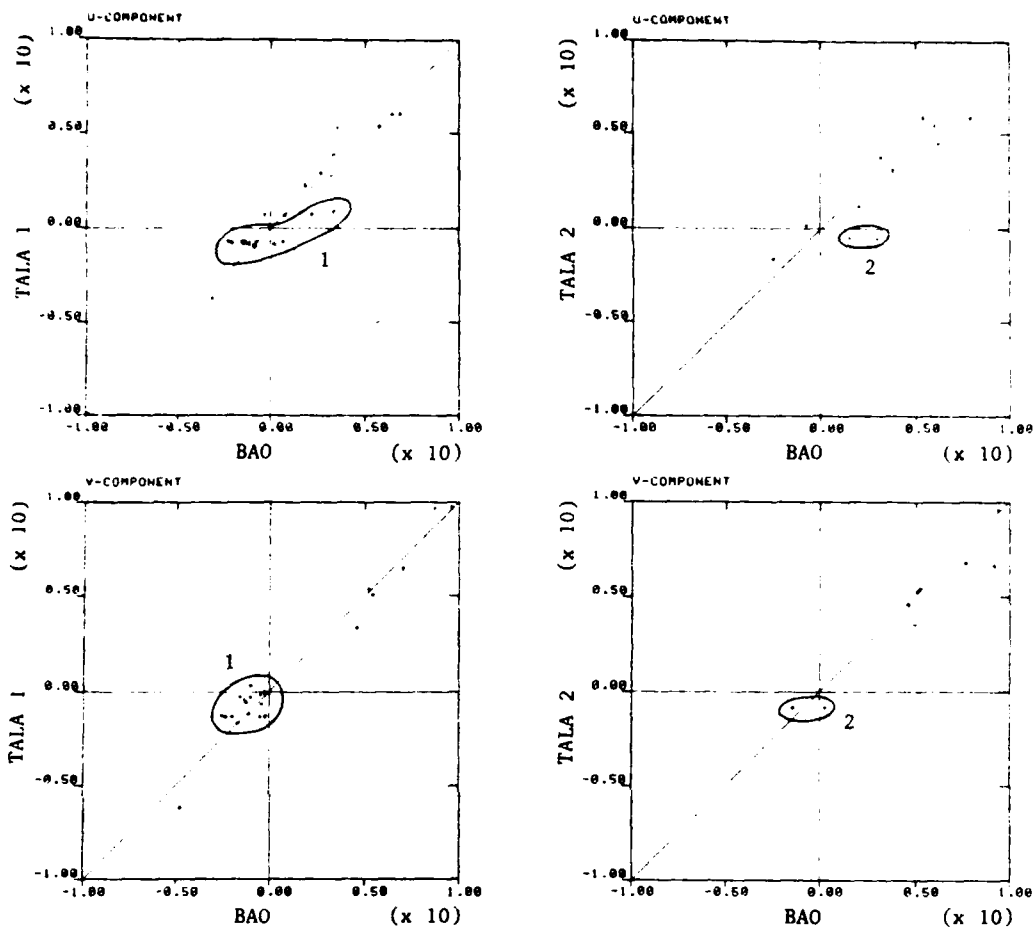 U-COMPONENT
1.00
0.50
0.00
-0.50
-1.00
TALA 1 (x 10)
1
-1.00 -0.50 0.00 0.50 1.00
BAO (x 10)
U-COMPONENT
1.00
0.50
0.00
-0.50
-1.00
TALA 2 (x 10)
2
-1.00 -0.50 0.00 0.50 1.00
BAO (x 10)
V-COMPONENT
1.00
0.50
0.00
-0.50
-1.00
TALA 1 (x 10)
1
-1.00 -0.50 0.00 0.50 1.00
BAO (x 10)
V-COMPONENT
1.00
0.50
0.00
-0.50
-1.00
TALA 2 (x 10)
2
-1.00 -0.50 0.00 0.50 1.00
BAO (x 10)